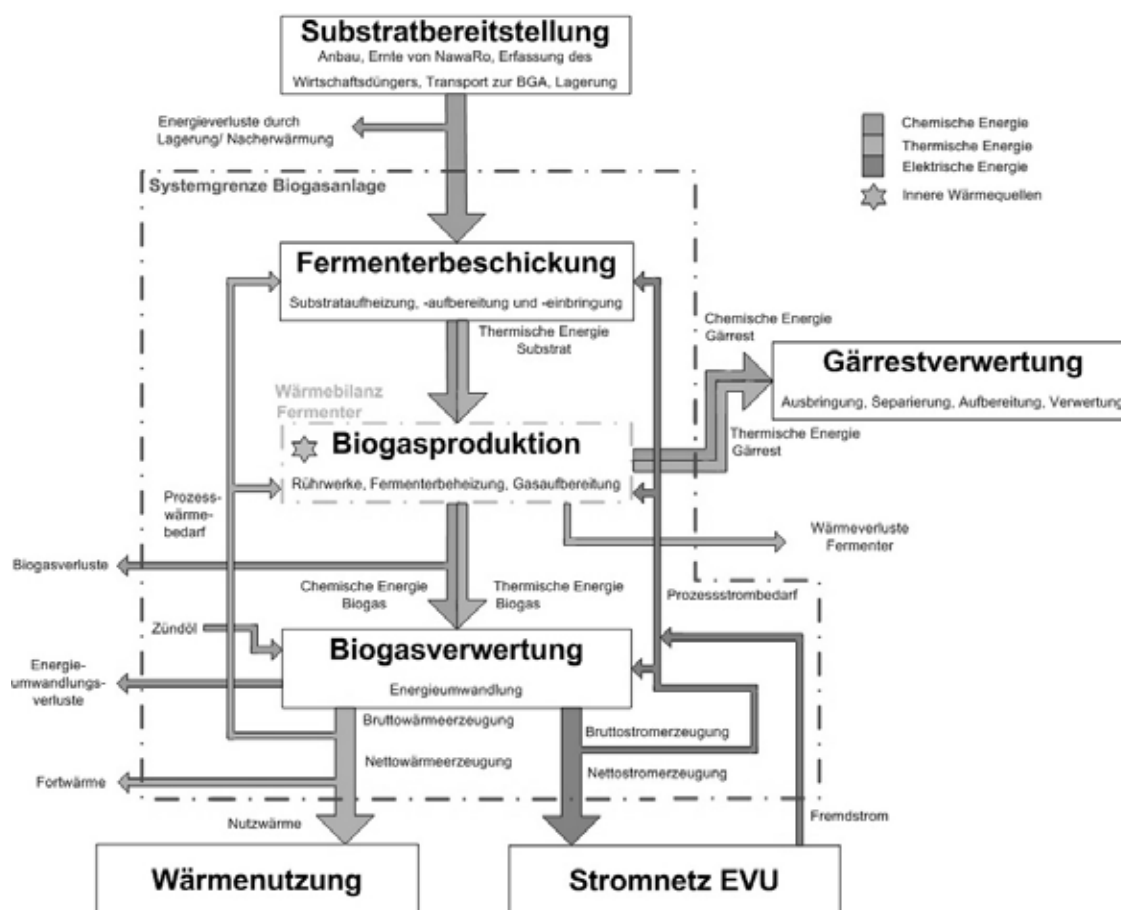 Substratbereitstellung
Anbau, Ernte von NawaRo, Erfassung des
Wirtschaftsdüngers, Transport zur BGA, Lagerung
Energieverluste durch
Lagerung/ Nacherwärmung
Chemische Energie
Thermische Energie
Elektrische Energie
Innere Wärmequellen
Systemgrenze Biogasanlage
Fermenterbeschickung
Substrataufheizung, -aufbereitung und -einbringung
Thermische Energie
Substrat
Chemische Energie
Gärrest
Gärrestverwertung
Ausbringung, Separierung, Aufbereitung, Verwertung
Thermische Energie
Gärrest
Wärmebilanz
Fermenter
Biogasproduktion
Rührwerke, Fermenterbeheizung, Gasaufbereitung
Prozess-
wärme-
bedarf
Wärmeverluste
Fermenter
Biogasverluste
Chemische Energie
Biogas
Thermische Energie
Biogas
Prozessstrombedarf
Zündöl
Biogasverwertung
Energieumwandlung
Energie-
umwandlungs-
verluste
Bruttowärmeerzeugung
Bruttostromerzeugung
Nettowärmeerzeugung
Nettostromerzeugung
Fortwärme
Nutzwärme
Fremdstrom
Wärmenutzung
Stromnetz EVU